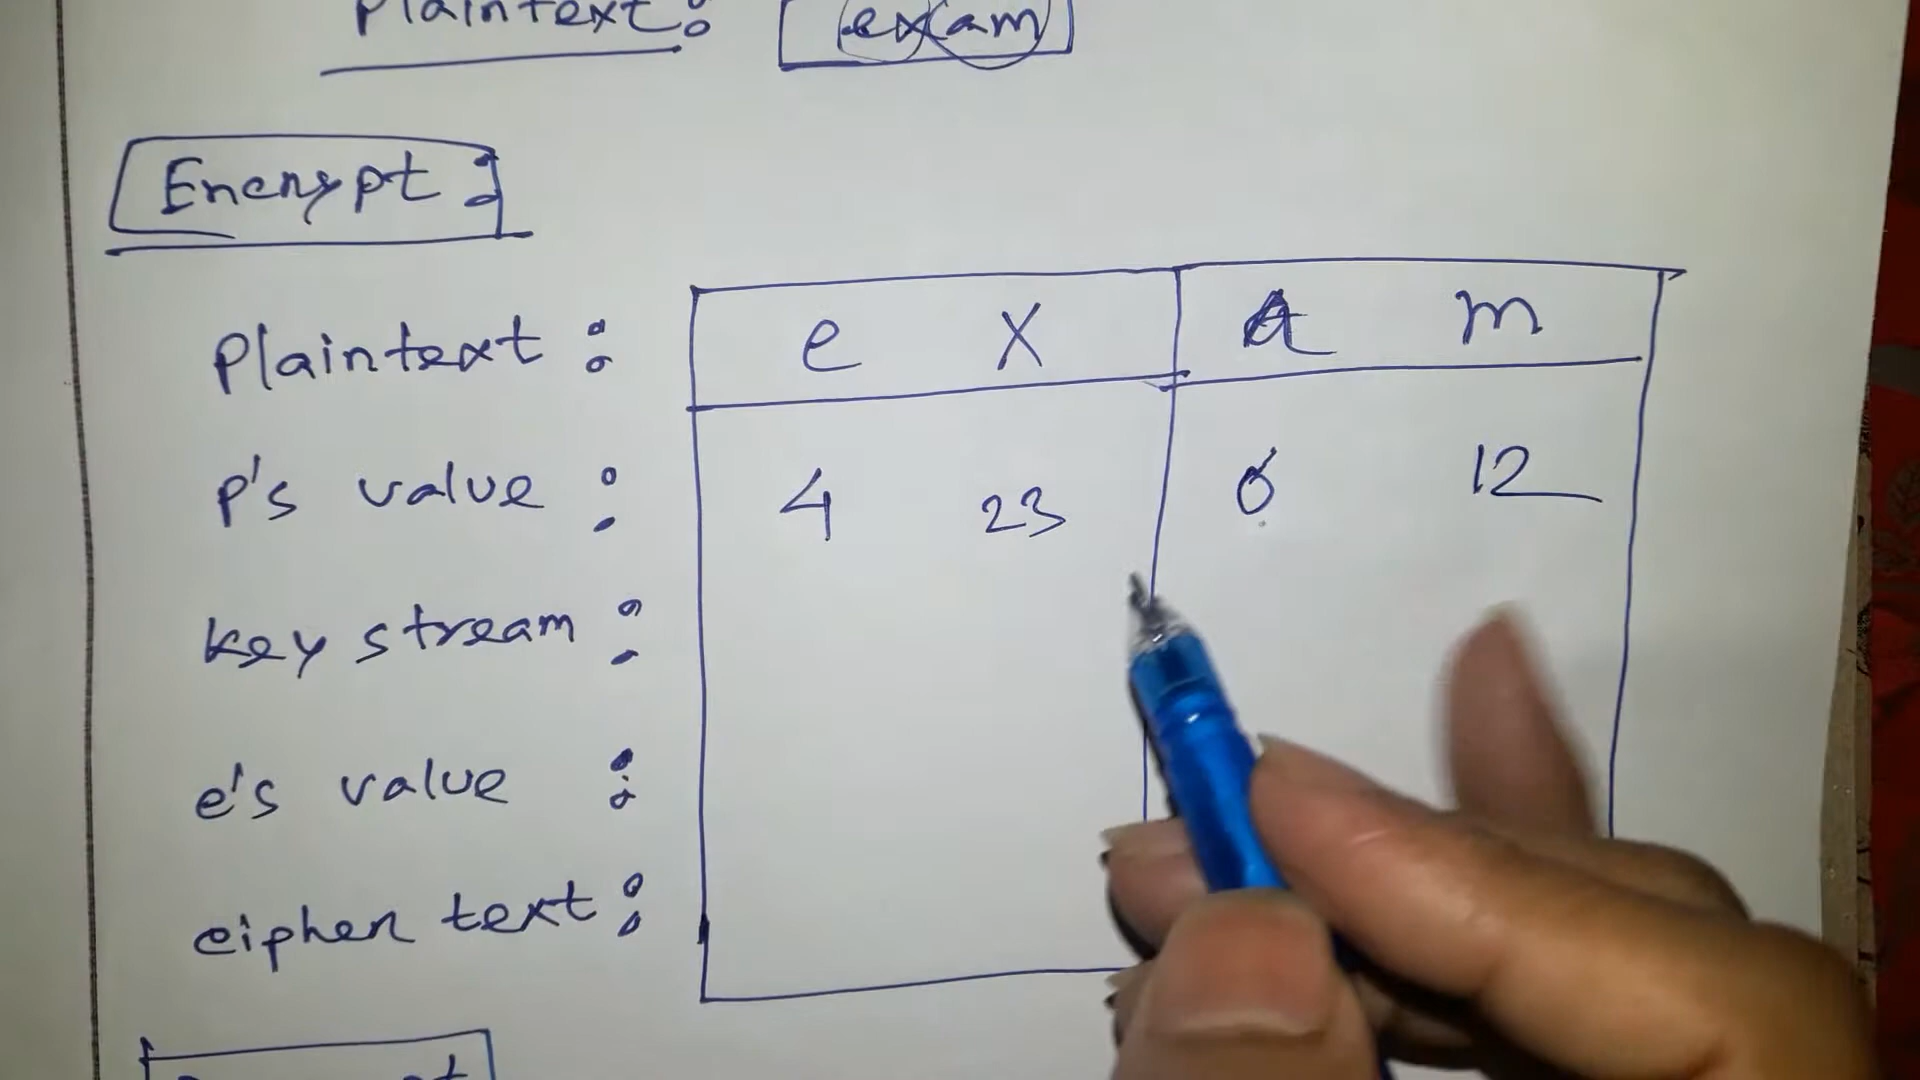 Plaintext: exam
Encrypt:
Plaintext : e x a m
p's value : 4 23 0 12
key stream :
c's value :
cipher text :